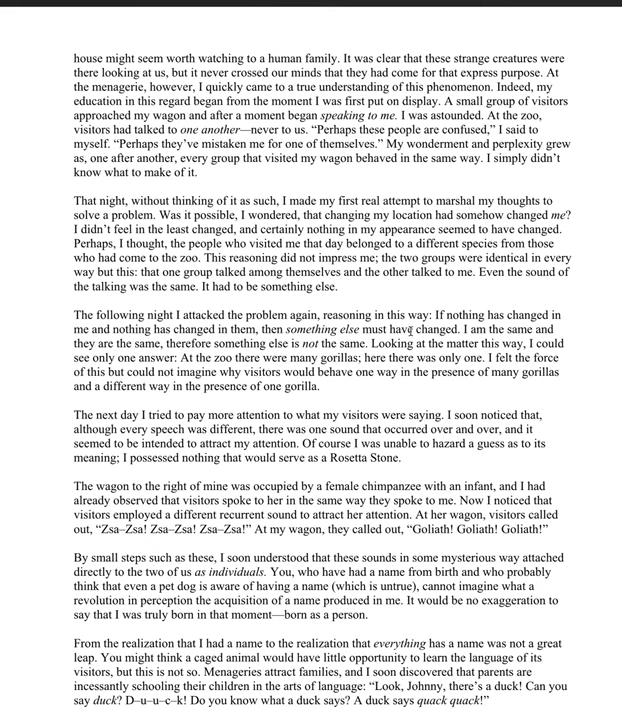 house might seem worth watching to a human family. It was clear that these strange creatures were
there looking at us, but it never crossed our minds that they had come for that express purpose. At
the menagerie, however, I quickly came to a true understanding of this phenomenon. Indeed, my
education in this regard began from the moment I was first put on display. A small group of visitors
approached my wagon and after a moment began speaking to me. I was astounded. At the zoo,
visitors had talked to one another—never to us. “Perhaps these people are confused,” I said to
myself. “Perhaps they’ve mistaken me for one of themselves.” My wonderment and perplexity grew
as, one after another, every group that visited my wagon behaved in the same way. I simply didn’t
know what to make of it.
That night, without thinking of it as such, I made my first real attempt to marshal my thoughts to
solve a problem. Was it possible, I wondered, that changing my location had somehow changed me?
I didn’t feel in the least changed, and certainly nothing in my appearance seemed to have changed.
Perhaps, I thought, the people who visited me that day belonged to a different species from those
who had come to the zoo. This reasoning did not impress me; the two groups were identical in every
way but this: that one group talked among themselves and the other talked to me. Even the sound of
the talking was the same. It had to be something else.
The following night I attacked the problem again, reasoning in this way: If nothing has changed in
me and nothing has changed in them, then something else must have changed. I am the same and
they are the same, therefore something else is not the same. Looking at the matter this way, I could
see only one answer: At the zoo there were many gorillas; here there was only one. I felt the force
of this but could not imagine why visitors would behave one way in the presence of many gorillas
and a different way in the presence of one gorilla.
The next day I tried to pay more attention to what my visitors were saying. I soon noticed that,
although every speech was different, there was one sound that occurred over and over, and it
seemed to be intended to attract my attention. Of course I was unable to hazard a guess as to its
meaning; I possessed nothing that would serve as a Rosetta Stone.
The wagon to the right of mine was occupied by a female chimpanzee with an infant, and I had
already observed that visitors spoke to her in the same way they spoke to me. Now I noticed that
visitors employed a different recurrent sound to attract her attention. At her wagon, visitors called
out, “Zsa–Zsa! Zsa–Zsa! Zsa–Zsa!” At my wagon, they called out, “Goliath! Goliath! Goliath!”
By small steps such as these, I soon understood that these sounds in some mysterious way attached
directly to the two of us as individuals. You, who have had a name from birth and who probably
think that even a pet dog is aware of having a name (which is untrue), cannot imagine what a
revolution in perception the acquisition of a name produced in me. It would be no exaggeration to
say that I was truly born in that moment—born as a person.
From the realization that I had a name to the realization that everything has a name was not a great
leap. You might think a caged animal would have little opportunity to learn the language of its
visitors, but this is not so. Menageries attract families, and I soon discovered that parents are
incessantly schooling their children in the arts of language: “Look, Johnny, there’s a duck! Can you
say duck? D–u–u–c–k! Do you know what a duck says? A duck says quack quack!”